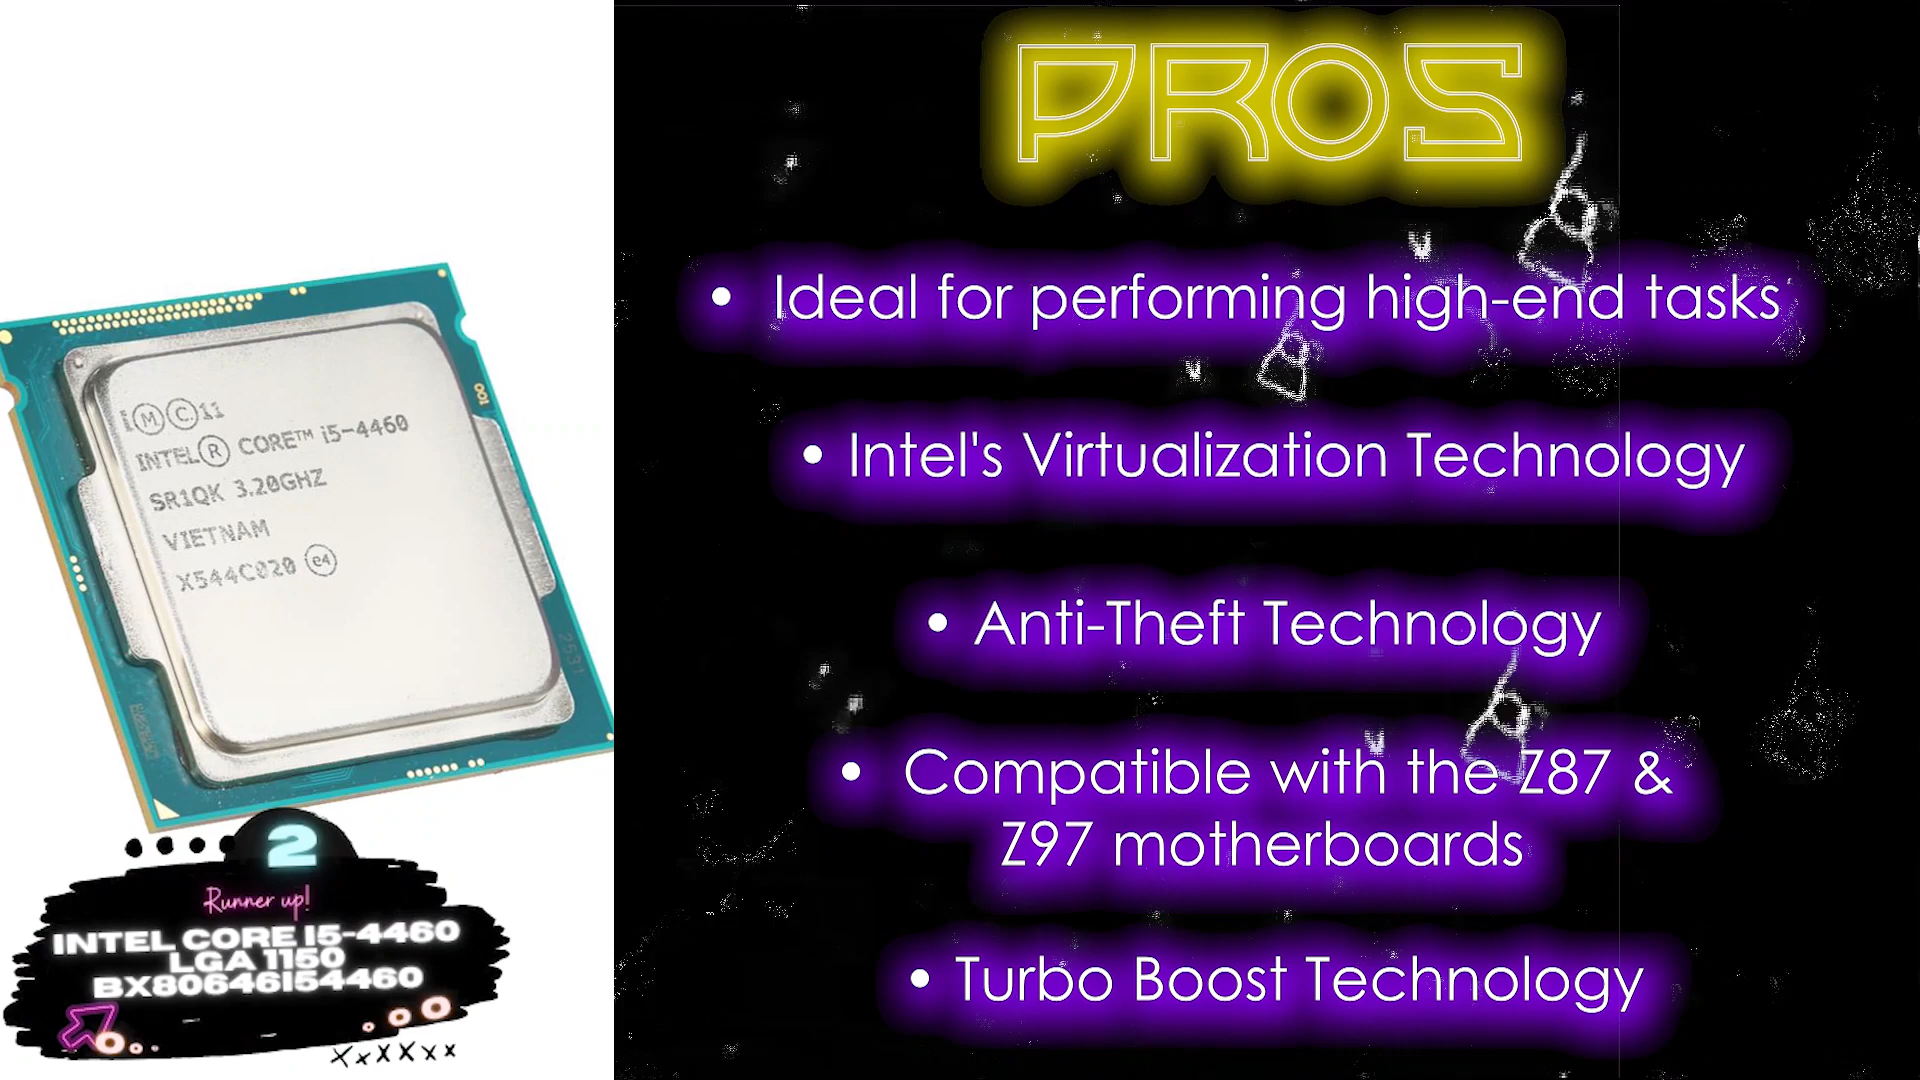 PROS
• Ideal for performing high-end tasks
• Intel's Virtualization Technology
• Anti-Theft Technology
• Compatible with the Z87 &
Z97 motherboards
• Turbo Boost Technology
i Ⓜ Ⓒ 11
INTEL® CORE™ i5-4460
SR1QK 3.20GHZ
VIETNAM
X544C020 e4
2
Runner up!
INTEL CORE I5-4460
LGA 1150
BX80646I54460
XxXXxx